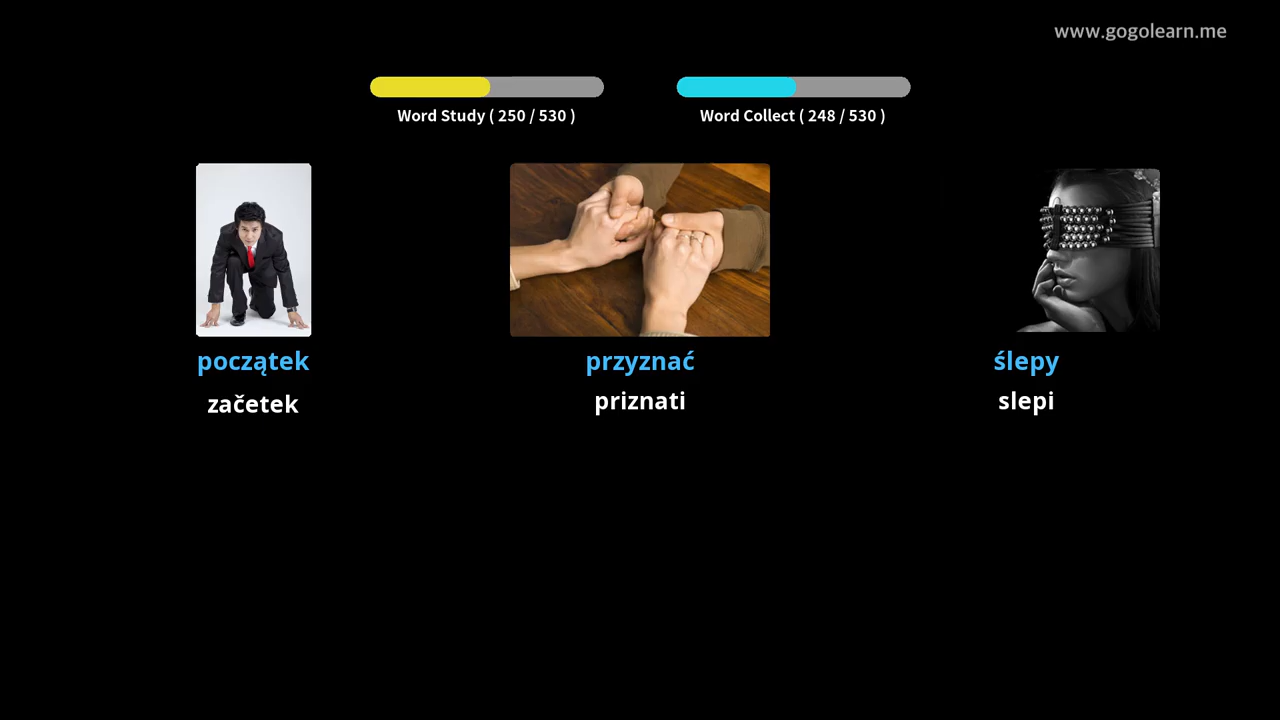 www.gogolearn.me
Word Study ( 250 / 530 )
Word Collect ( 248 / 530 )
początek
przyznać
ślepy
začetek
priznati
slepi